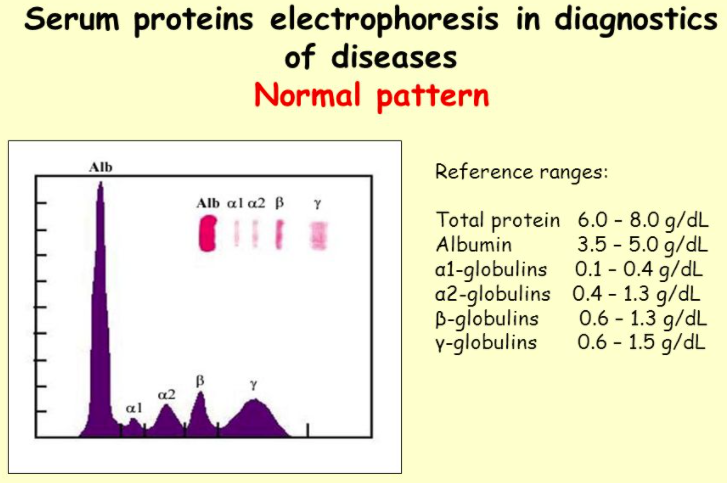 Serum proteins electrophoresis in diagnostics
of diseases
Normal pattern
Alb
Alb α1 α2 β γ
α1
α2
β
γ
Reference ranges:
Total protein 6.0 – 8.0 g/dL
Albumin 3.5 – 5.0 g/dL
α1-globulins 0.1 – 0.4 g/dL
α2-globulins 0.4 – 1.3 g/dL
β-globulins 0.6 – 1.3 g/dL
γ-globulins 0.6 – 1.5 g/dL